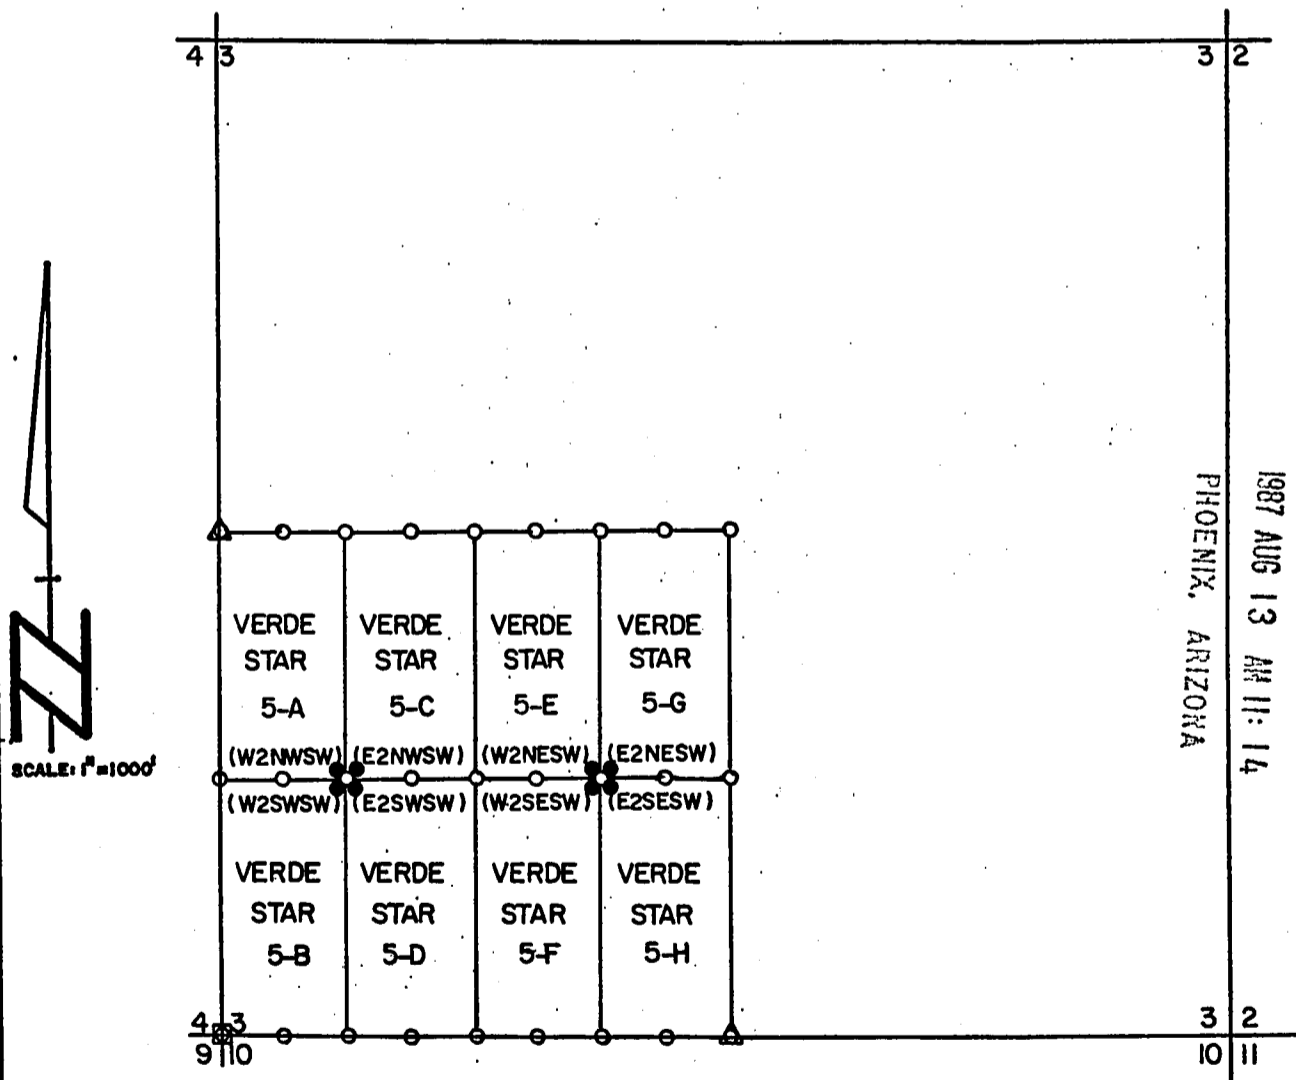 4 3
3 2
VERDE STAR 5-A
VERDE STAR 5-C
VERDE STAR 5-E
VERDE STAR 5-G
(W2NWSW) (E2NWSW) (W2NESW) (E2NESW)
(W2SWSW) (E2SWSW) (W2SESW) (E2SESW)
VERDE STAR 5-B
VERDE STAR 5-D
VERDE STAR 5-F
VERDE STAR 5-H
4 3
9 10
3 2
10 11
N
SCALE: 1"=1000'
1987 AUG 13 AM 11:14
PHOENIX, ARIZONA